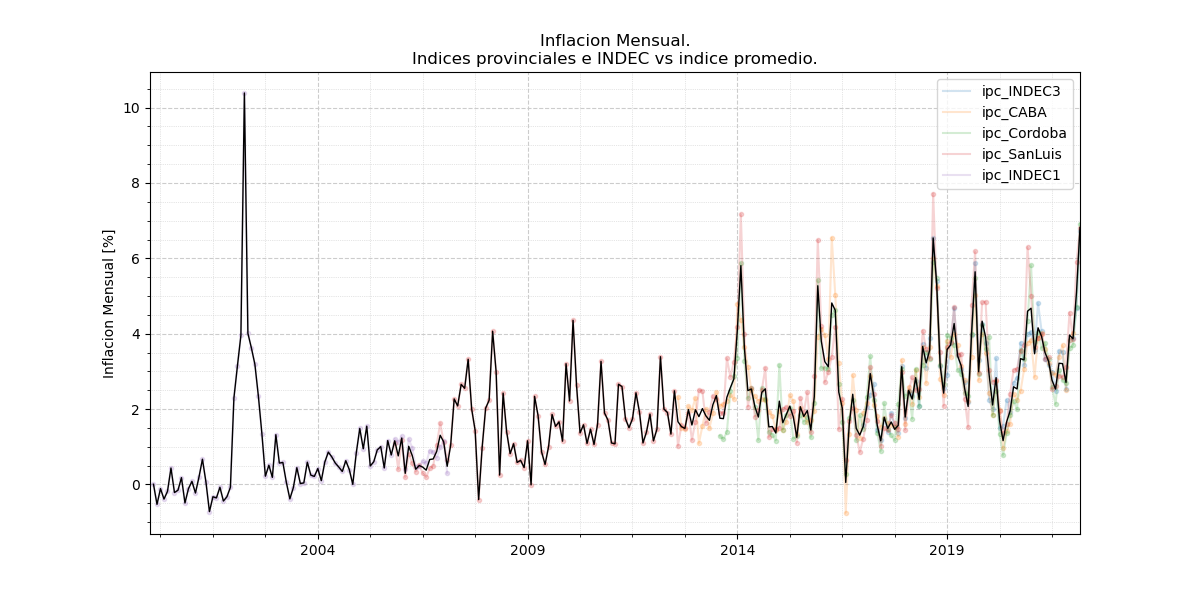 Inflacion Mensual.
Indices provinciales e INDEC vs indice promedio.
Inflacion Mensual [%]
10
8
6
4
2
0
2004
2009
2014
2019
ipc_INDEC3
ipc_CABA
ipc_Cordoba
ipc_SanLuis
ipc_INDEC1